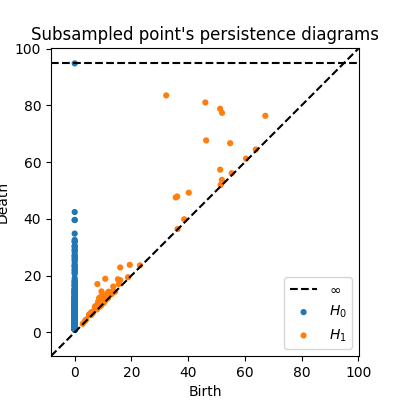 Subsampled point's persistence diagrams
100
80
60
40
20
0
Death
0 20 40 60 80 100
Birth
∞
H₀
H₁